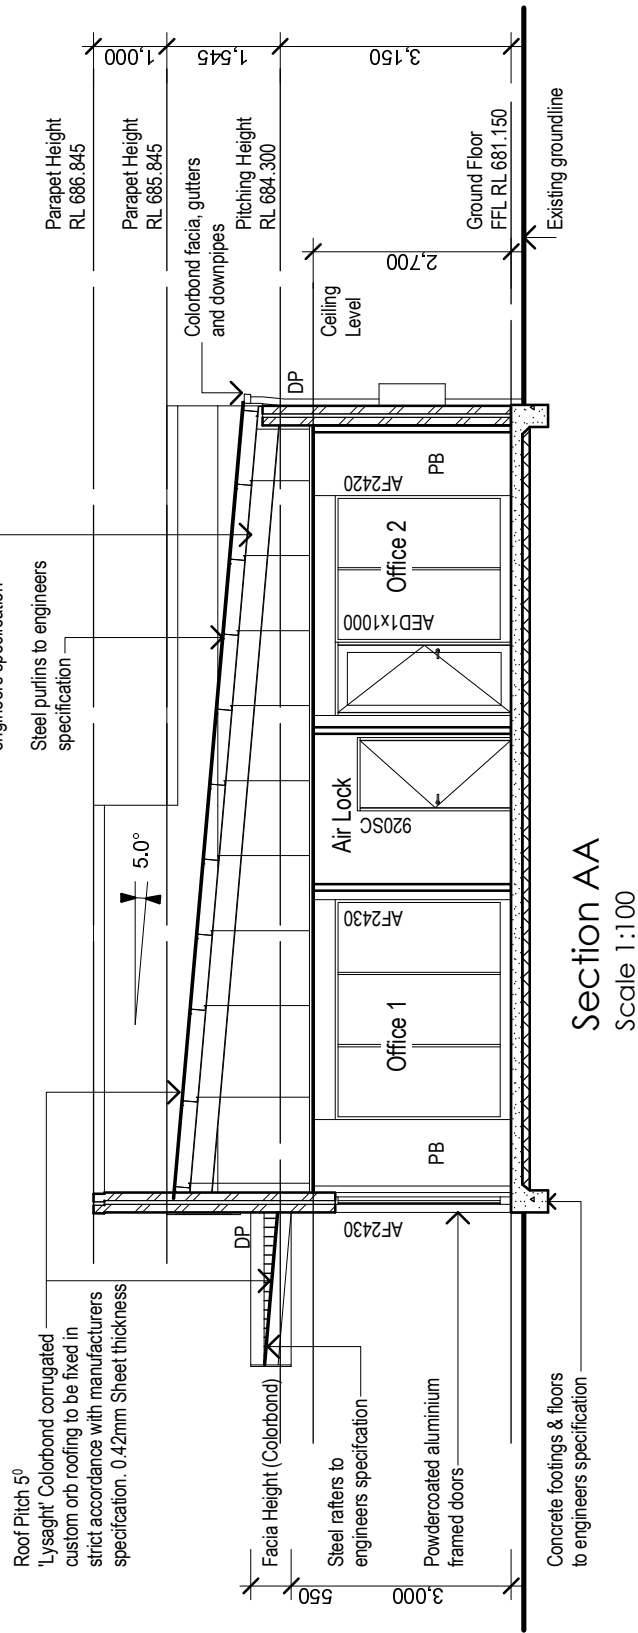 Roof Pitch 5⁰
'Lysaght' Colorbond corrugated
custom orb roofing to be fixed in
strict accordance with manufacturers
specifcation. 0.42mm Sheet thickness
Facia Height (Colorbond)
Steel rafters to
engineers specifcation
Powdercoated aluminium
framed doors
Concrete footings & floors
to engineers specification
550
3,000
DP
AF2430
5.0°
Steel purlins to engineers
specification
PB
Office 1
AF2430
Air Lock
920SC
AED1x1000
Office 2
AF2420
PB
DP
Colorbond facia, gutters
and downpipes
Ceiling
Level
2,700
Parapet Height
RL 686.845
Parapet Height
RL 685.845
Pitching Height
RL 684.300
Ground Floor
FFL RL 681.150
Existing groundline
1,000
1,545
3,150
Section AA
Scale 1:100